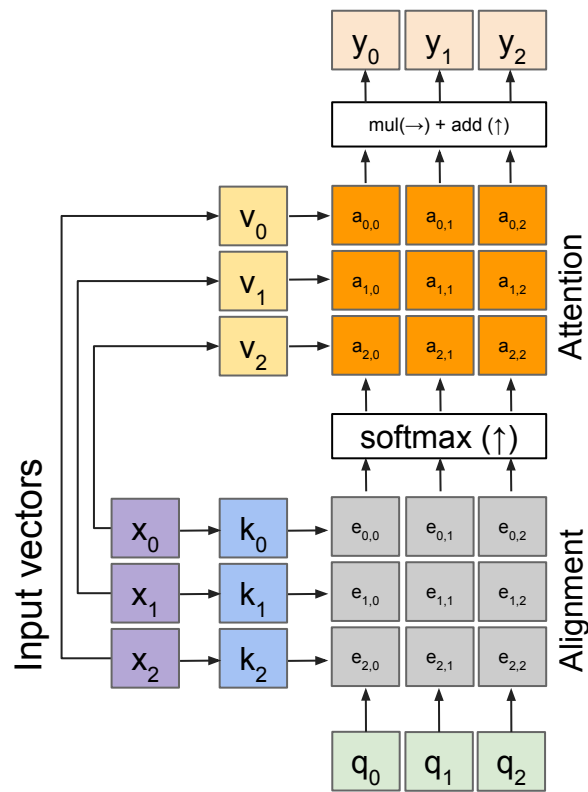 y0 y1 y2
mul(→) + add (↑)
v0 a0,0 a0,1 a0,2
v1 a1,0 a1,1 a1,2
v2 a2,0 a2,1 a2,2
Attention
softmax (↑)
x0 k0 e0,0 e0,1 e0,2
x1 k1 e1,0 e1,1 e1,2
x2 k2 e2,0 e2,1 e2,2
Input vectors
Alignment
q0 q1 q2